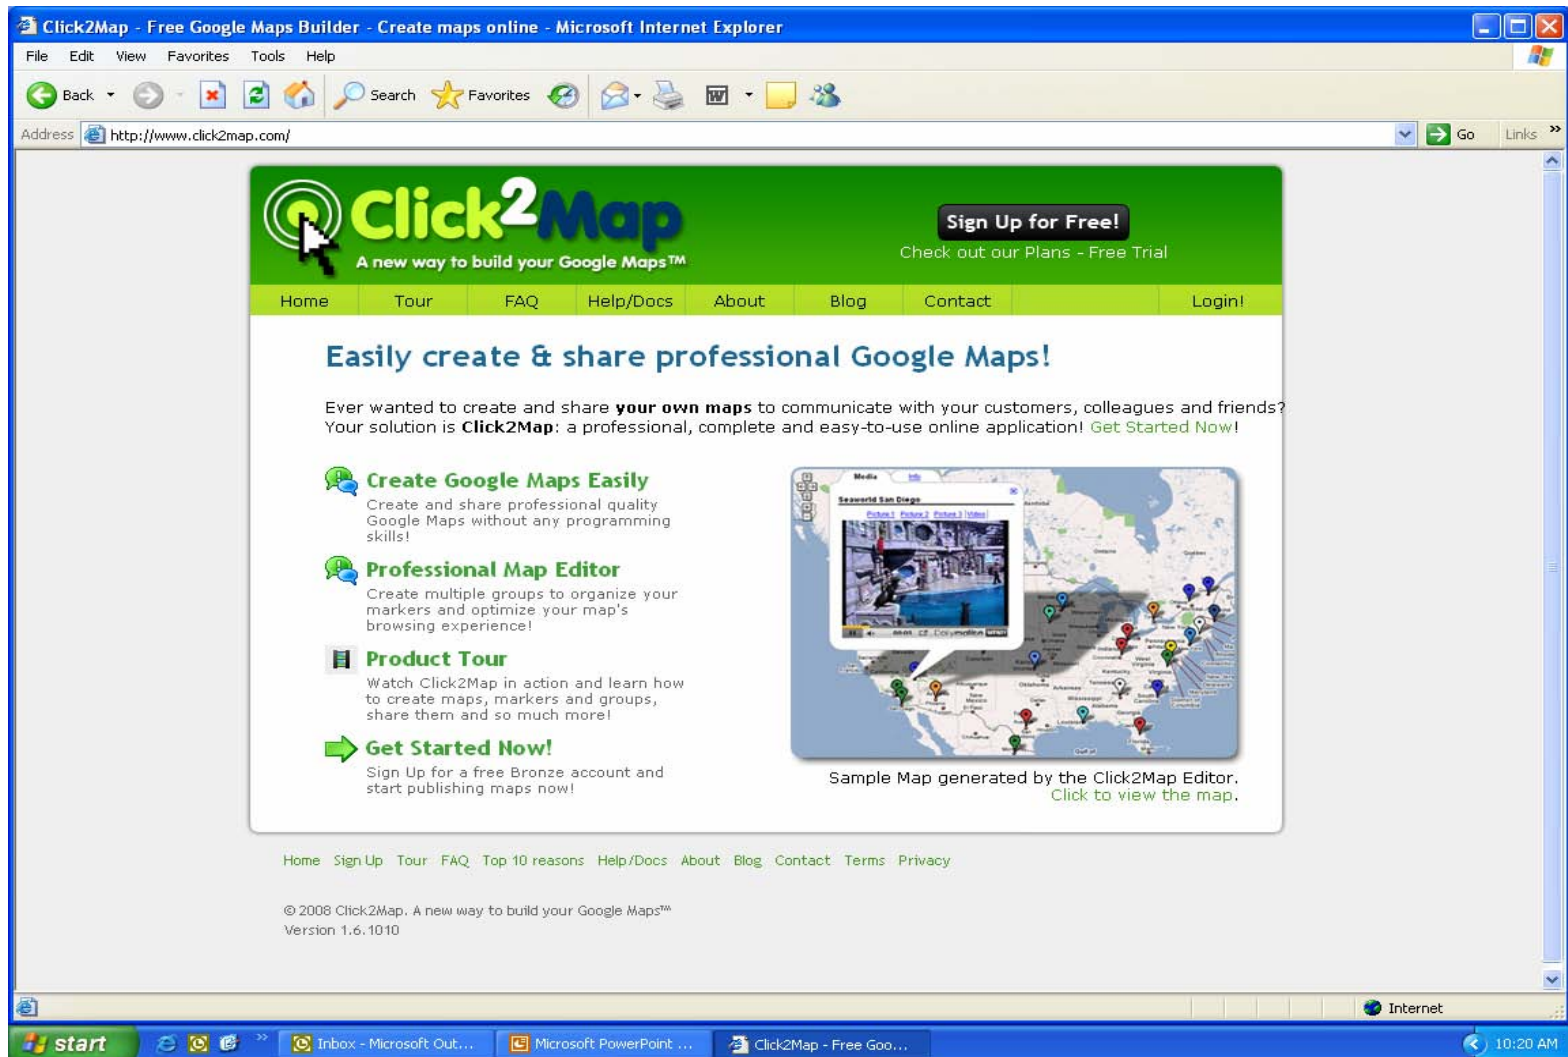 Click2Map - Free Google Maps Builder - Create maps online - Microsoft Internet Explorer
File Edit View Favorites Tools Help
Back Search Favorites
Address http://www.click2map.com/ Go Links »
Click2Map
A new way to build your Google Maps™
Sign Up for Free!
Check out our Plans - Free Trial
Home Tour FAQ Help/Docs About Blog Contact Login!
Easily create & share professional Google Maps!
Ever wanted to create and share your own maps to communicate with your customers, colleagues and friends?
Your solution is Click2Map: a professional, complete and easy-to-use online application! Get Started Now!
Create Google Maps Easily
Create and share professional quality
Google Maps without any programming
skills!
Professional Map Editor
Create multiple groups to organize your
markers and optimize your map's
browsing experience!
Product Tour
Watch Click2Map in action and learn how
to create maps, markers and groups,
share them and so much more!
Get Started Now!
Sign Up for a free Bronze account and
start publishing maps now!
Media Info
Seaworld San Diego
Picture 1 Picture 2 Picture 3 Video
Sample Map generated by the Click2Map Editor.
Click to view the map.
Home Sign Up Tour FAQ Top 10 reasons Help/Docs About Blog Contact Terms Privacy
© 2008 Click2Map. A new way to build your Google Maps™
Version 1.6.1010
Internet
start » Inbox - Microsoft Out... Microsoft PowerPoint ... Click2Map - Free Goo... 10:20 AM